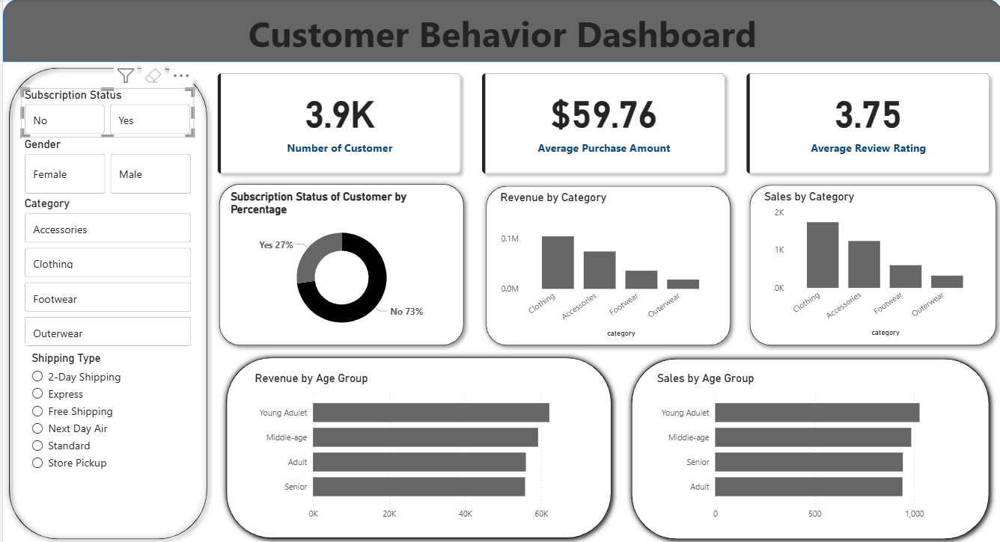 Customer Behavior Dashboard
Subscription Status
No
Yes
Gender
Female
Male
Category
Accessories
Clothing
Footwear
Outerwear
Shipping Type
2-Day Shipping
Express
Free Shipping
Next Day Air
Standard
Store Pickup
3.9K
Number of Customer
$59.76
Average Purchase Amount
3.75
Average Review Rating
Subscription Status of Customer by
Percentage
Yes 27%
No 73%
Revenue by Category
0.1M
0.0M
Clothing
Accessories
Footwear
Outerwear
category
Sales by Category
2K
1K
0K
Clothing
Accessories
Footwear
Outerwear
category
Revenue by Age Group
Young Adulet
Middle-age
Adult
Senior
0K
20K
40K
60K
Sales by Age Group
Young Adulet
Middle-age
Senior
Adult
0
500
1,000